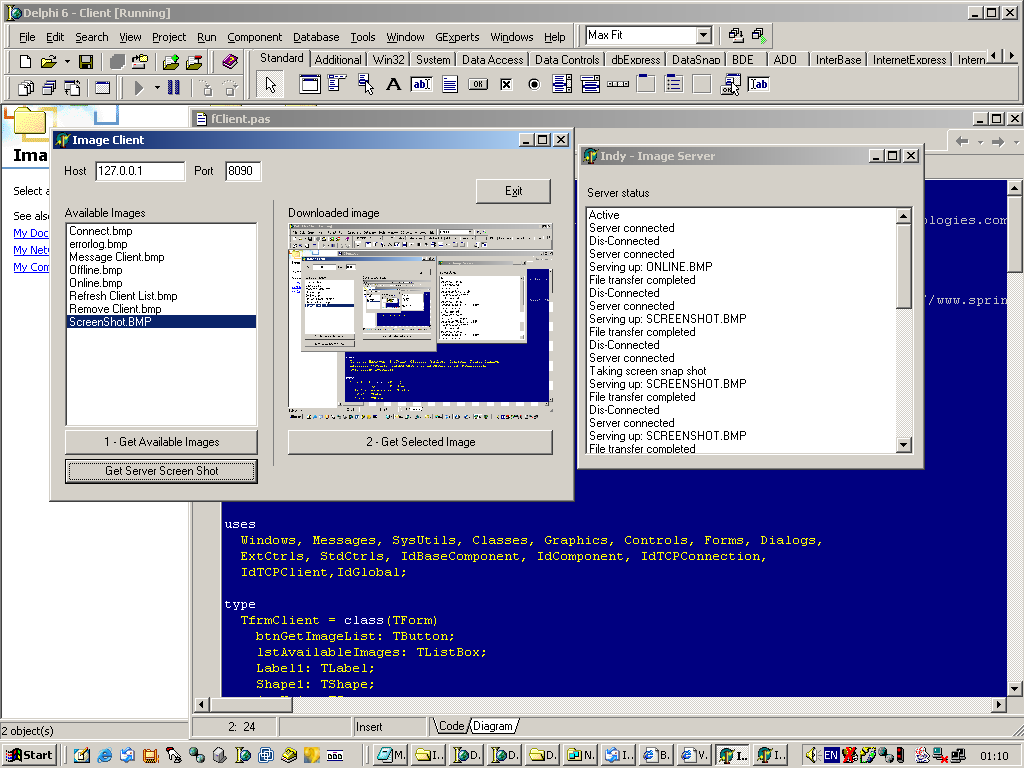 Delphi 6 - Client [Running]
File Edit Search View Project Run Component Database Tools Window GExperts Windows Help
Max Fit
Standard Additional Win32 System Data Access Data Controls dbExpress DataSnap BDE ADO InterBase InternetExpress Intern
fClient.pas
Image Client
Host 127.0.0.1 Port 8090
Exit
Available Images
Connect.bmp
errorlog.bmp
Message Client.bmp
Offline.bmp
Online.bmp
Refresh Client List.bmp
Remove Client.bmp
ScreenShot.BMP
1 - Get Available Images
Get Server Screen Shot
Downloaded image
2 - Get Selected Image
Indy - Image Server
Server status
Active
Server connected
Dis-Connected
Server connected
Serving up: ONLINE.BMP
File transfer completed
Dis-Connected
Server connected
Serving up: SCREENSHOT.BMP
File transfer completed
Dis-Connected
Server connected
Taking screen snap shot
Serving up: SCREENSHOT.BMP
File transfer completed
Dis-Connected
Server connected
Serving up: SCREENSHOT.BMP
File transfer completed
Ima
Select a
See also
My Doc
My Net
My Com
ologies.com
//www.sprin
uses
Windows, Messages, SysUtils, Classes, Graphics, Controls, Forms, Dialogs,
ExtCtrls, StdCtrls, IdBaseComponent, IdComponent, IdTCPConnection,
IdTCPClient,IdGlobal;
type
TfrmClient = class(TForm)
btnGetImageList: TButton;
lstAvailableImages: TListBox;
Label1: TLabel;
Shape1: TShape;
2: 24 Insert Code Diagram
2 object(s)
Start M. I.. D.. D.. D.. N. I.. B. V. I.. I.. EN 01:10